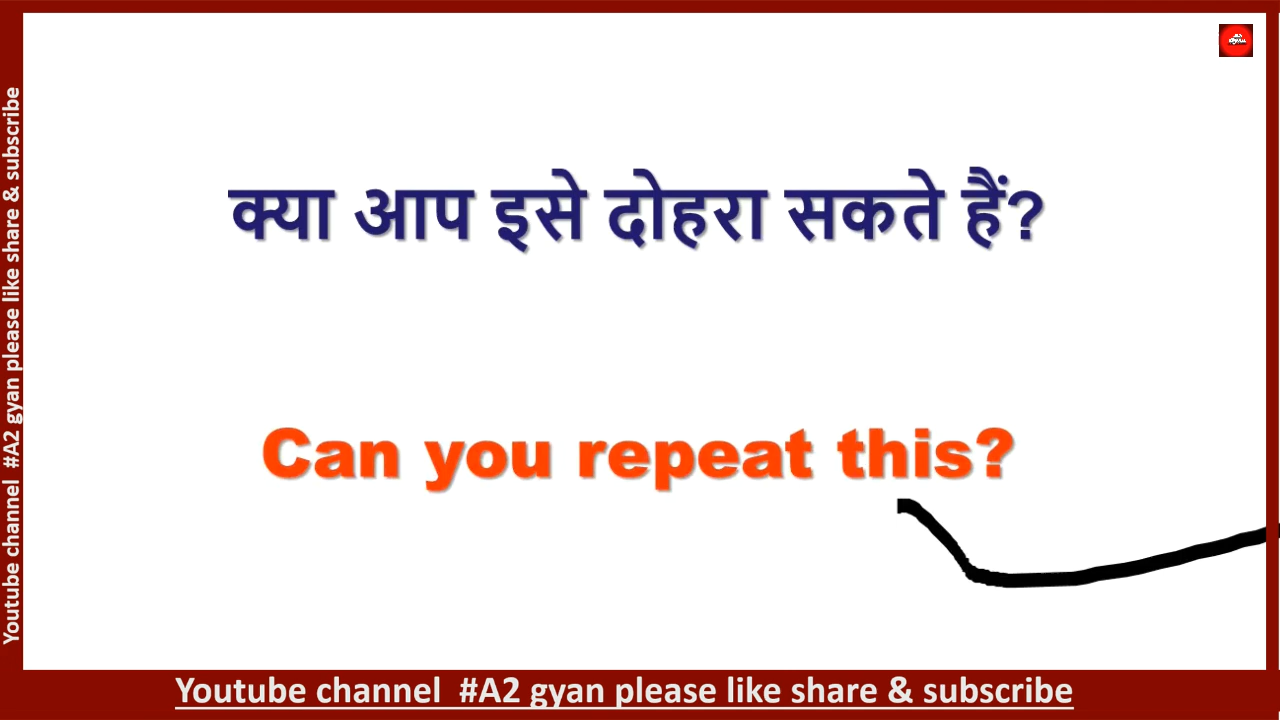 क्या आप इसे दोहरा सकते हैं?
Can you repeat this?
Youtube channel #A2 gyan please like share & subscribe
Youtube channel #A2 gyan please like share & subscribe